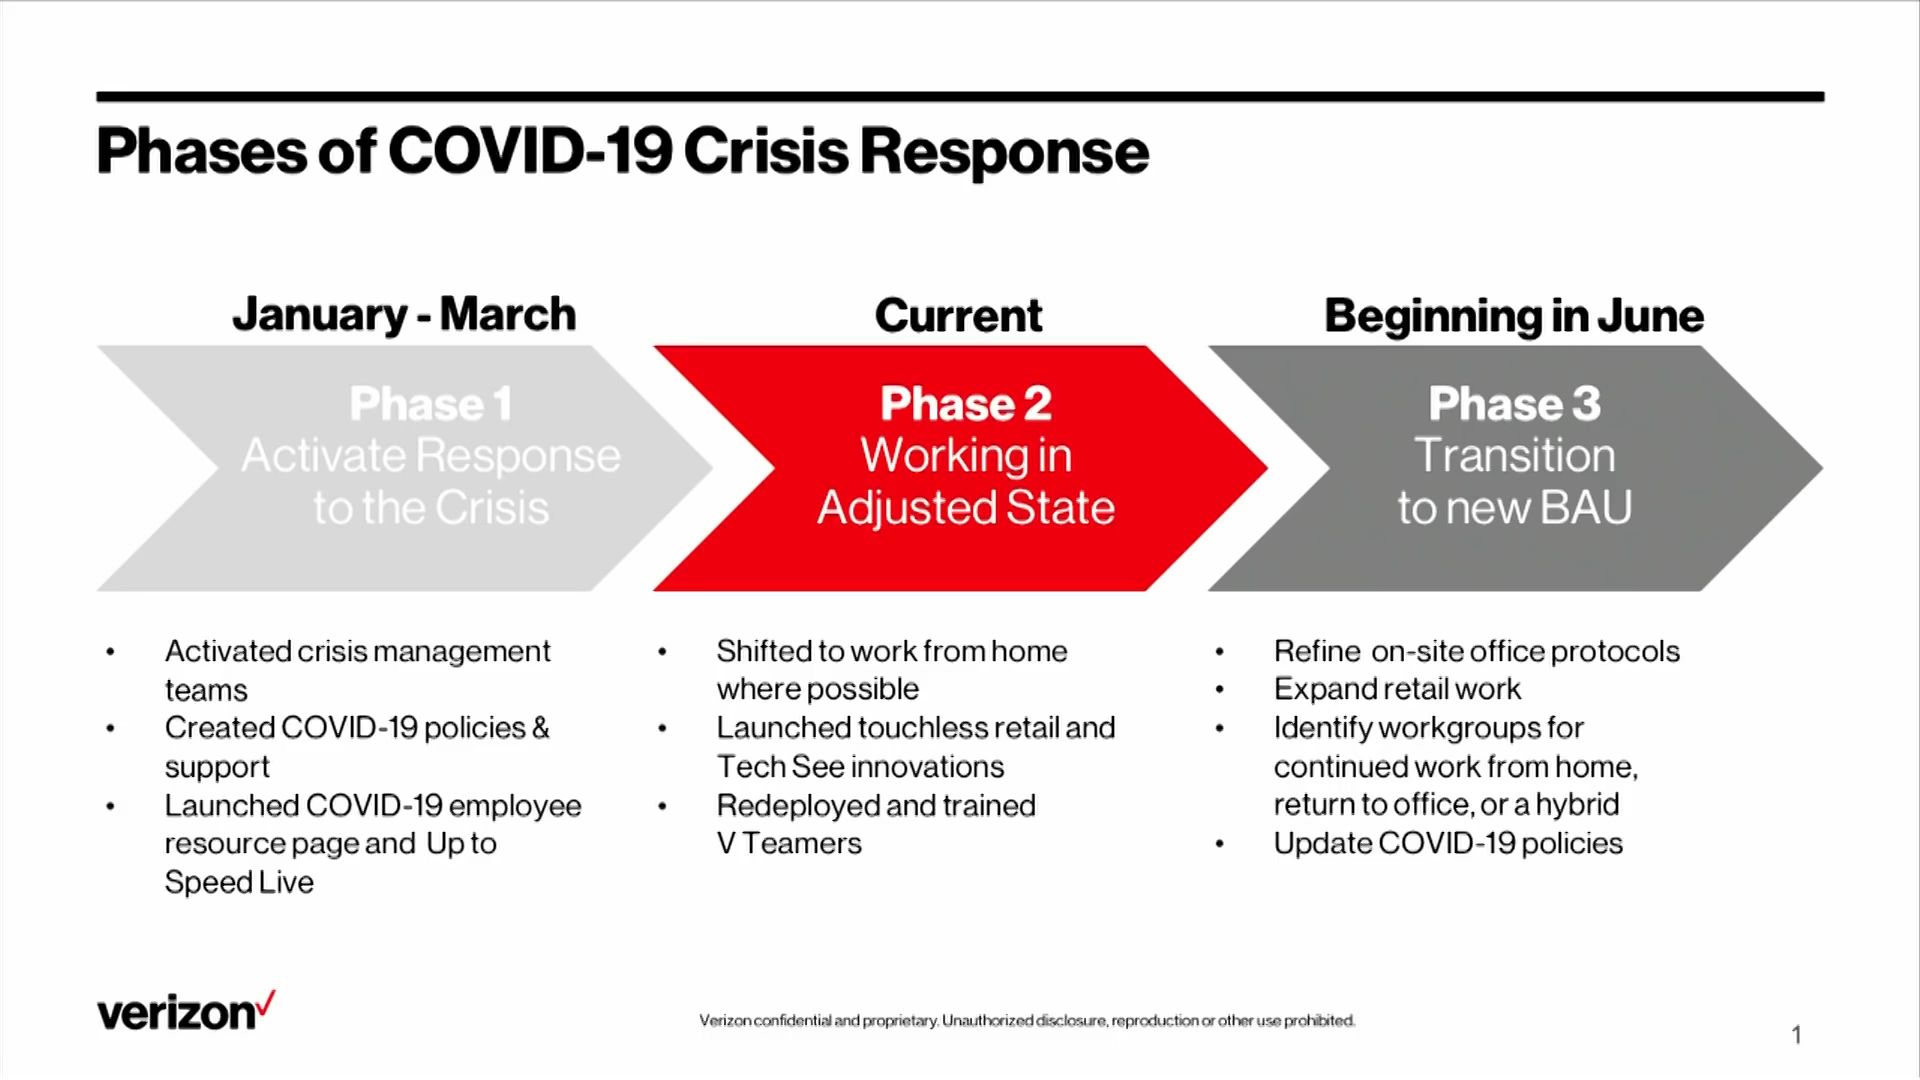 Phases of COVID-19 Crisis Response
January - March
Phase 1
Activate Response
to the Crisis
• Activated crisis management
teams
• Created COVID-19 policies &
support
• Launched COVID-19 employee
resource page and Up to
Speed Live
Current
Phase 2
Working in
Adjusted State
• Shifted to work from home
where possible
• Launched touchless retail and
Tech See innovations
• Redeployed and trained
V Teamers
Beginning in June
Phase 3
Transition
to new BAU
• Refine on-site office protocols
• Expand retail work
• Identify workgroups for
continued work from home,
return to office, or a hybrid
• Update COVID-19 policies
verizon
Verizon confidential and proprietary. Unauthorized disclosure, reproduction or other use prohibited.
1